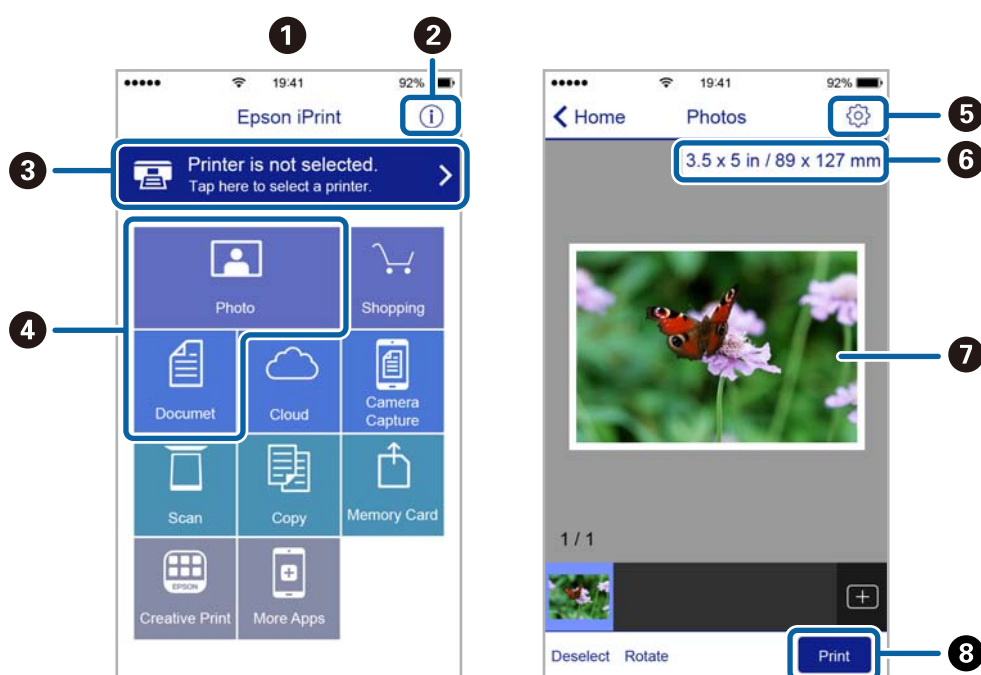 1
2
19:41
92%
Epson iPrint
i
3
Printer is not selected.
Tap here to select a printer.
4
Photo
Shopping
Documet
Cloud
Camera
Capture
Scan
Copy
Memory Card
EPSON
Creative Print
More Apps
19:41
92%
Home
Photos
5
3.5 x 5 in / 89 x 127 mm
6
7
1 / 1
Deselect
Rotate
Print
8